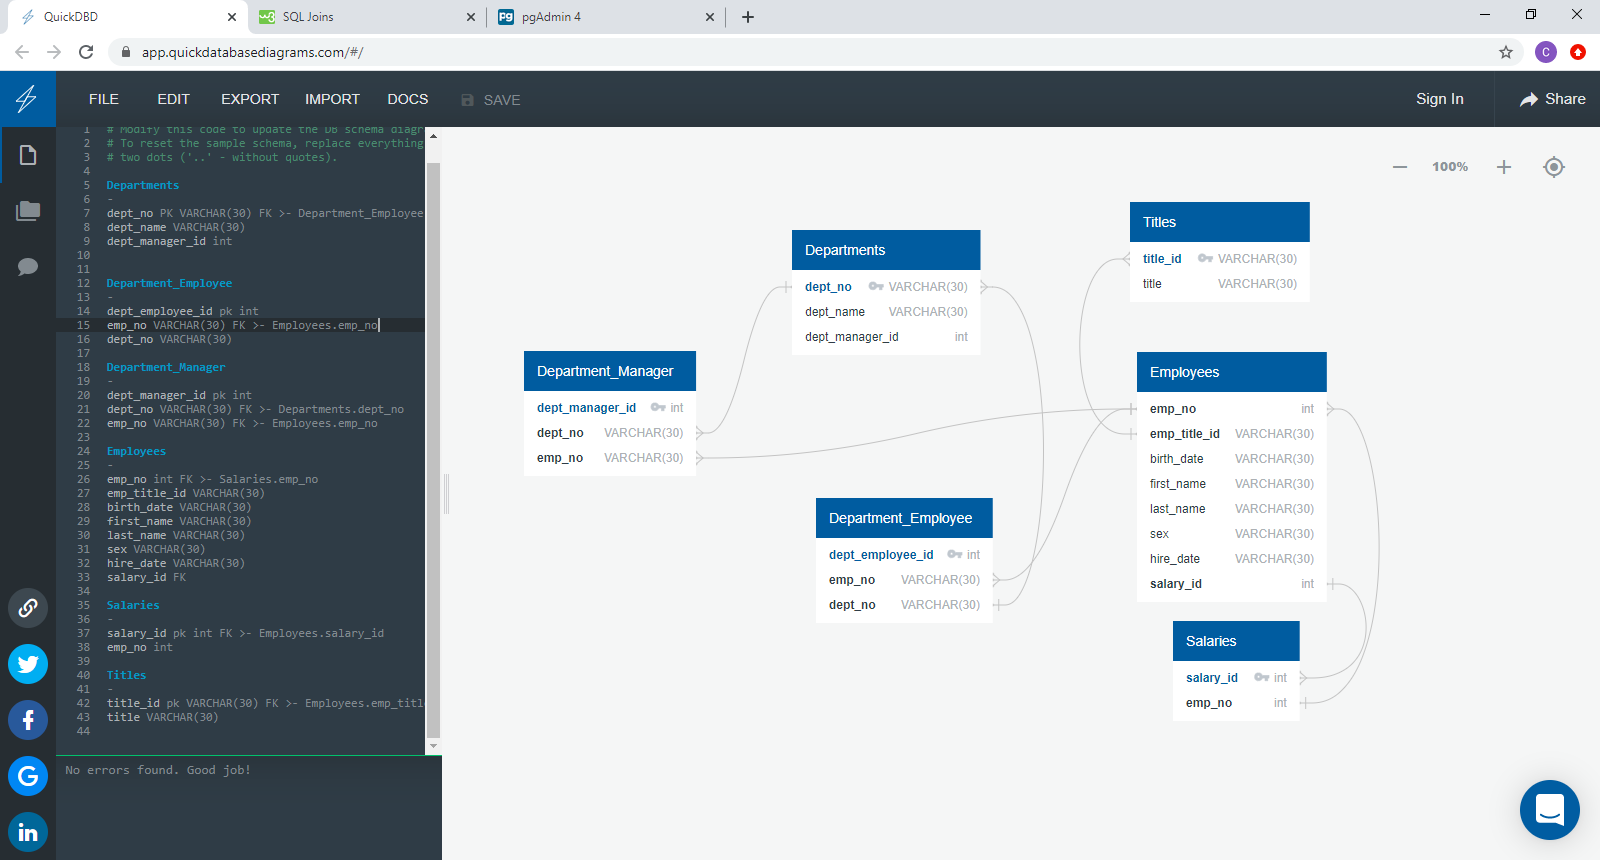 QuickDBD
SQL Joins
pgAdmin 4
app.quickdatabasediagrams.com/#/
C
FILE EDIT EXPORT IMPORT DOCS SAVE
Sign In
Share
1 # Modify this code to update the DB schema diagr
2 # To reset the sample schema, replace everything
3 # two dots ('..' - without quotes).
4
5 Departments
6 -
7 dept_no PK VARCHAR(30) FK >- Department_Employee
8 dept_name VARCHAR(30)
9 dept_manager_id int
10
11
12 Department_Employee
13 -
14 dept_employee_id pk int
15 emp_no VARCHAR(30) FK >- Employees.emp_no
16 dept_no VARCHAR(30)
17
18 Department_Manager
19 -
20 dept_manager_id pk int
21 dept_no VARCHAR(30) FK >- Departments.dept_no
22 emp_no VARCHAR(30) FK >- Employees.emp_no
23
24 Employees
25 -
26 emp_no int FK >- Salaries.emp_no
27 emp_title_id VARCHAR(30)
28 birth_date VARCHAR(30)
29 first_name VARCHAR(30)
30 last_name VARCHAR(30)
31 sex VARCHAR(30)
32 hire_date VARCHAR(30)
33 salary_id FK
34
35 Salaries
36 -
37 salary_id pk int FK >- Employees.salary_id
38 emp_no int
39
40 Titles
41 -
42 title_id pk VARCHAR(30) FK >- Employees.emp_titl
43 title VARCHAR(30)
44
No errors found. Good job!
100%
Titles
title_id VARCHAR(30)
title VARCHAR(30)
Departments
dept_no VARCHAR(30)
dept_name VARCHAR(30)
dept_manager_id int
Department_Manager
dept_manager_id int
dept_no VARCHAR(30)
emp_no VARCHAR(30)
Employees
emp_no int
emp_title_id VARCHAR(30)
birth_date VARCHAR(30)
first_name VARCHAR(30)
last_name VARCHAR(30)
sex VARCHAR(30)
hire_date VARCHAR(30)
salary_id int
Department_Employee
dept_employee_id int
emp_no VARCHAR(30)
dept_no VARCHAR(30)
Salaries
salary_id int
emp_no int